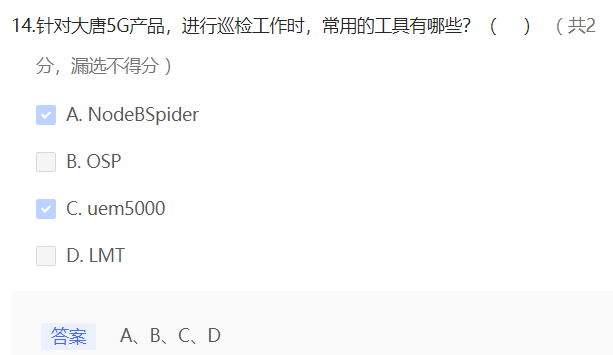 14.针对大唐5G产品，进行巡检工作时，常用的工具有哪些？（ ）（ 共2
分，漏选不得分 ）
A. NodeBSpider
B. OSP
C. uem5000
D. LMT
答案 A、B、C、D